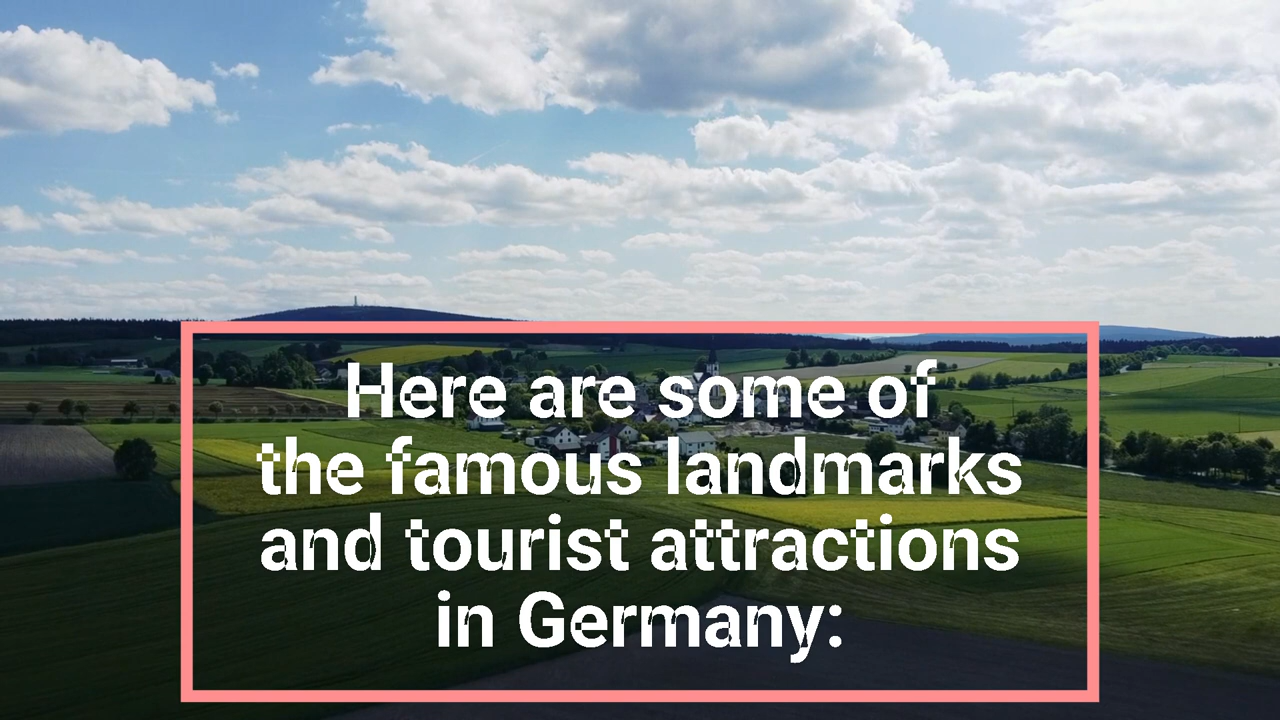 Here are some of
the famous landmarks
and tourist attractions
in Germany: